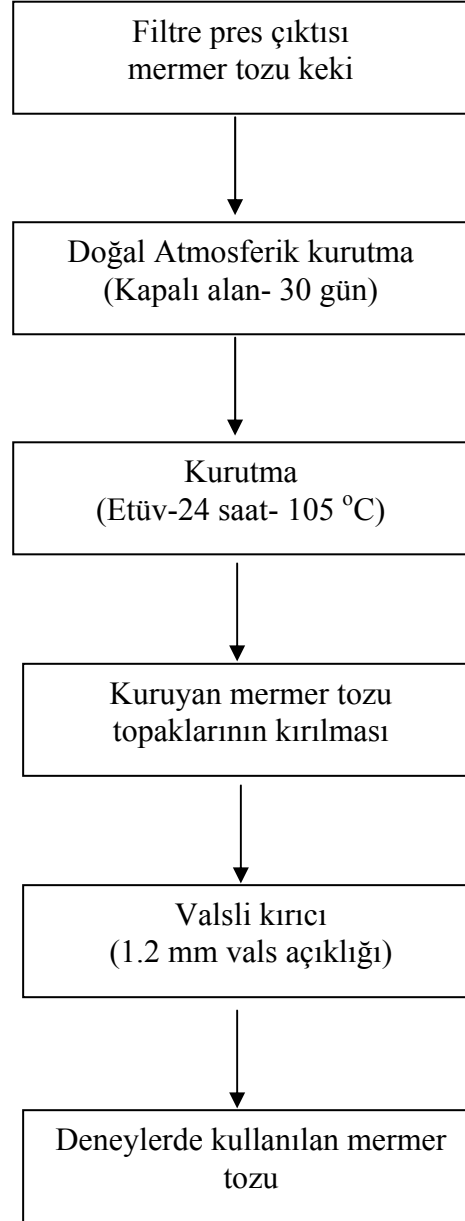 Filtre pres çıktısı
mermer tozu keki
Doğal Atmosferik kurutma
(Kapalı alan- 30 gün)
Kurutma
(Etüv-24 saat- 105 °C)
Kuruyan mermer tozu
topaklarının kırılması
Valsli kırıcı
(1.2 mm vals açıklığı)
Deneylerde kullanılan mermer
tozu